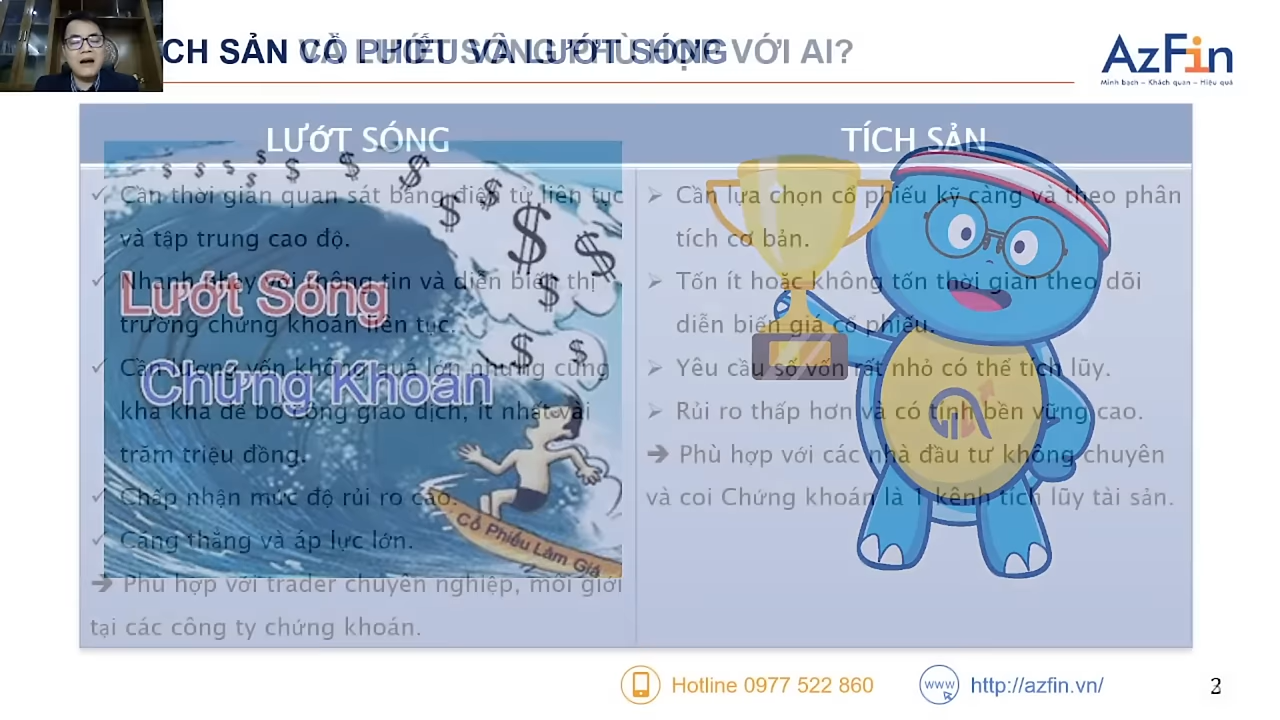 CH SẢN CỔ PHIẾU VÀ LƯỚT SÓNG
VỚI AI?
AzFin
Minh bạch – Khách quan – Hiệu quả
LƯỚT SÓNG
TÍCH SẢN
Cần thời gian quan sát bảng điện tử liên tục
và tập trung cao độ.
Nhanh nhạy với thông tin và diễn biến thị
trường chứng khoán liên tục.
Cần lượng vốn không quá lớn nhưng cũng
kha khá để bõ công giao dịch, ít nhất vài
trăm triệu đồng.
Chấp nhận mức độ rủi ro cao.
Căng thẳng và áp lực lớn.
➔ Phù hợp với trader chuyên nghiệp, môi giới
tại các công ty chứng khoán.
Lướt Sóng
Chứng Khoán
Cổ Phiếu Làm Giá
Cần lựa chọn cổ phiếu kỹ càng và theo phân
tích cơ bản.
Tốn ít hoặc không tốn thời gian theo dõi
diễn biến giá cổ phiếu.
Yêu cầu số vốn rất nhỏ có thể tích lũy.
Rủi ro thấp hơn và có tính bền vững cao.
➔ Phù hợp với các nhà đầu tư không chuyên
và coi Chứng khoán là 1 kênh tích lũy tài sản.
Hotline 0977 522 860
www
http://azfin.vn/